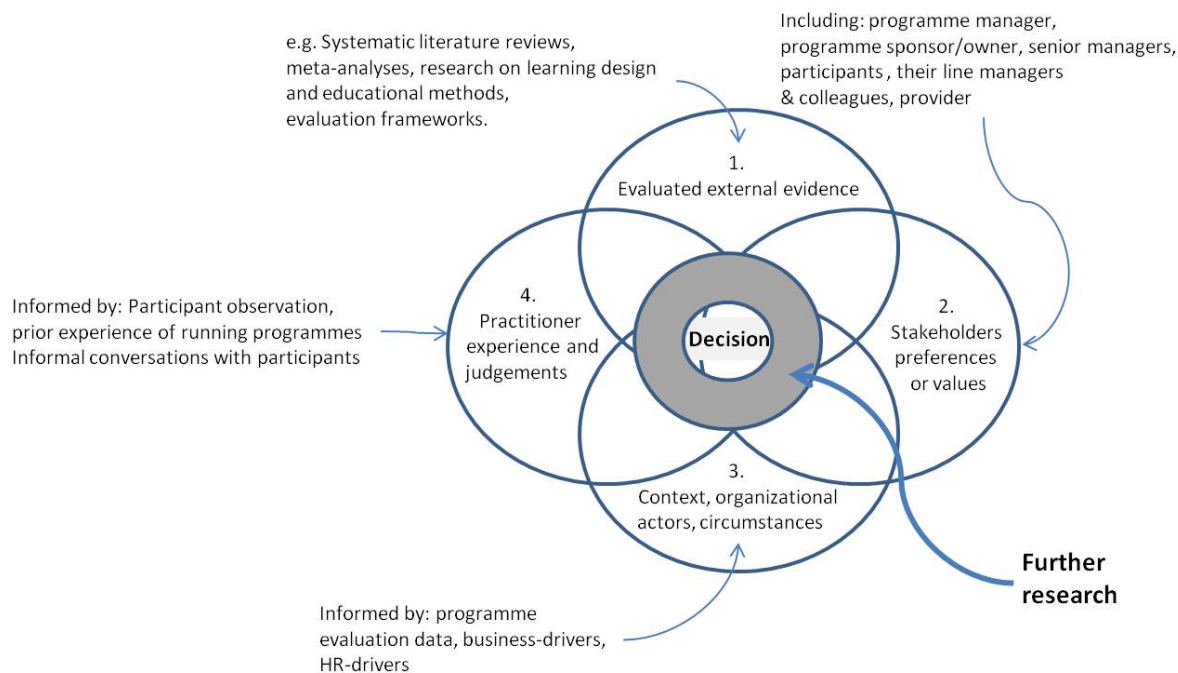 e.g. Systematic literature reviews,
meta-analyses, research on learning design
and educational methods,
evaluation frameworks.
Including: programme manager,
programme sponsor/owner, senior managers,
participants , their line managers
& colleagues, provider
1.
Evaluated external evidence
Informed by: Participant observation,
prior experience of running programmes
Informal conversations with participants
4.
Practitioner
experience and
judgements
Decision
2.
Stakeholders
preferences
or values
3.
Context, organizational
actors, circumstances
Further
research
Informed by: programme
evaluation data, business-drivers,
HR-drivers